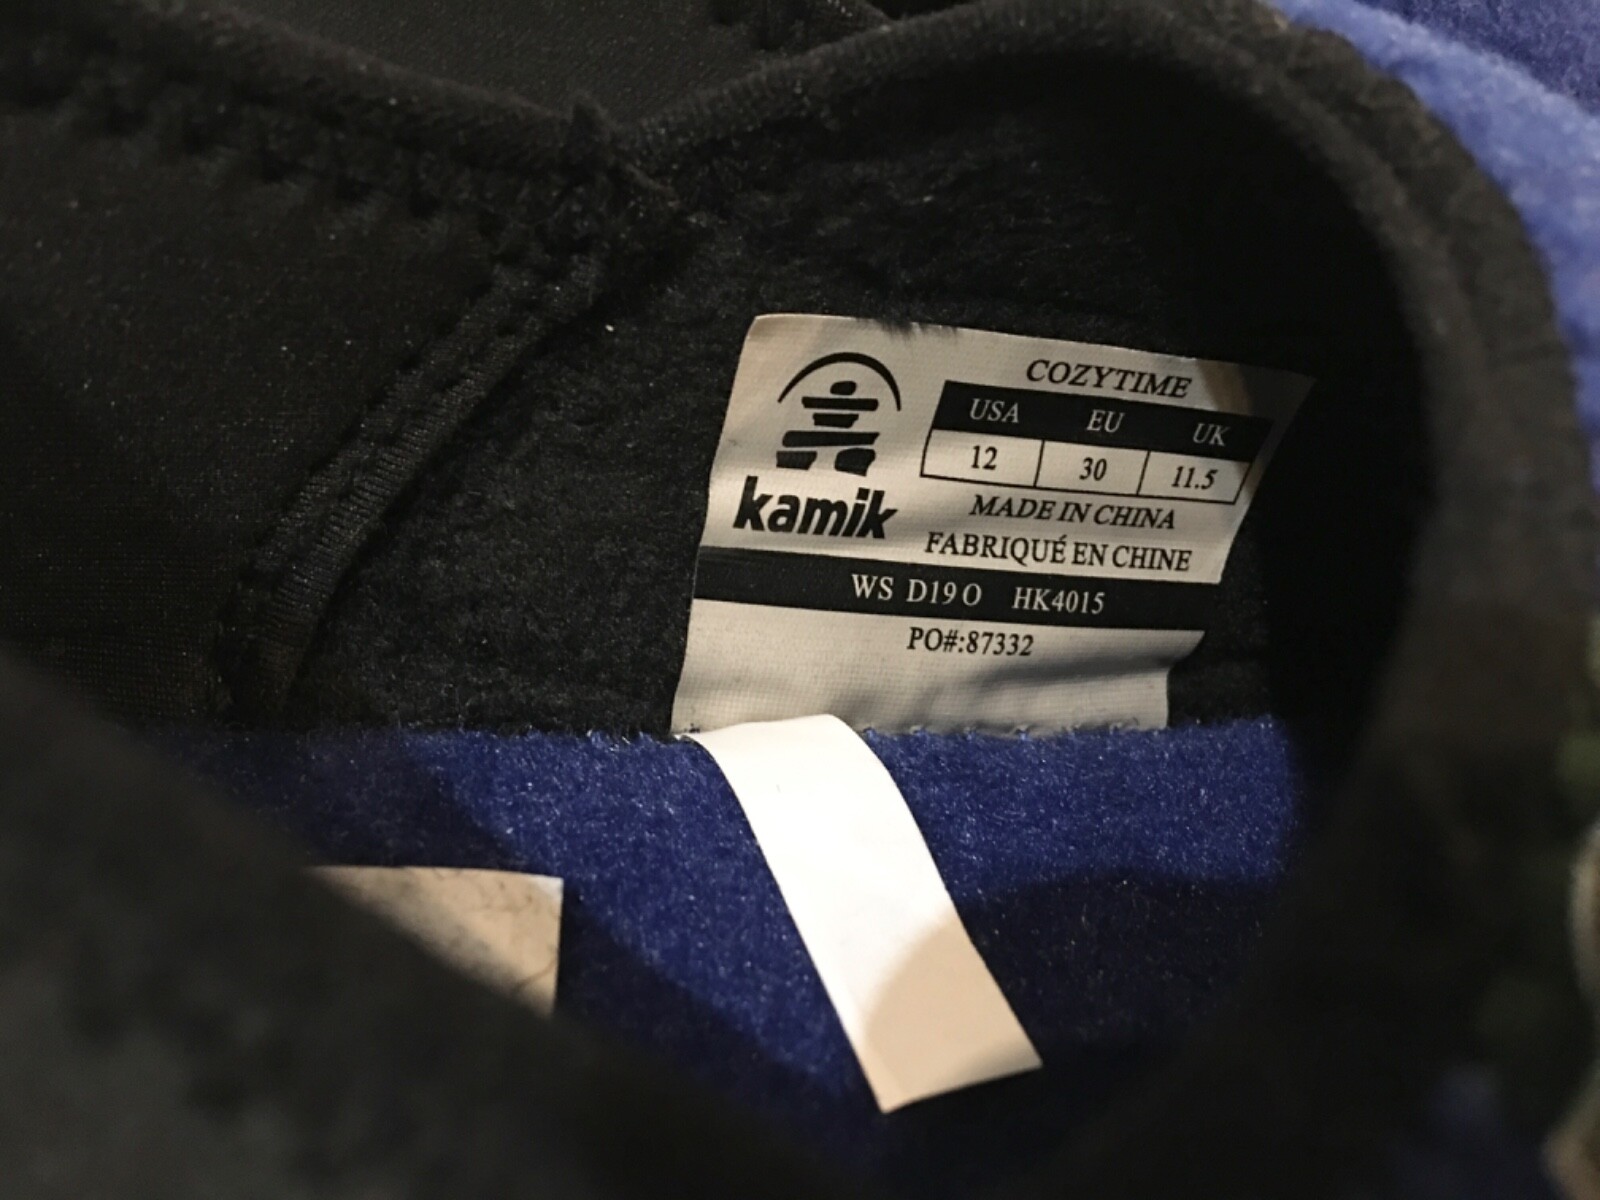 kamik
COZYTIME
USA EU UK
12 30 11.5
MADE IN CHINA
FABRIQUÉ EN CHINE
WS D19 O HK4015
PO#:87332